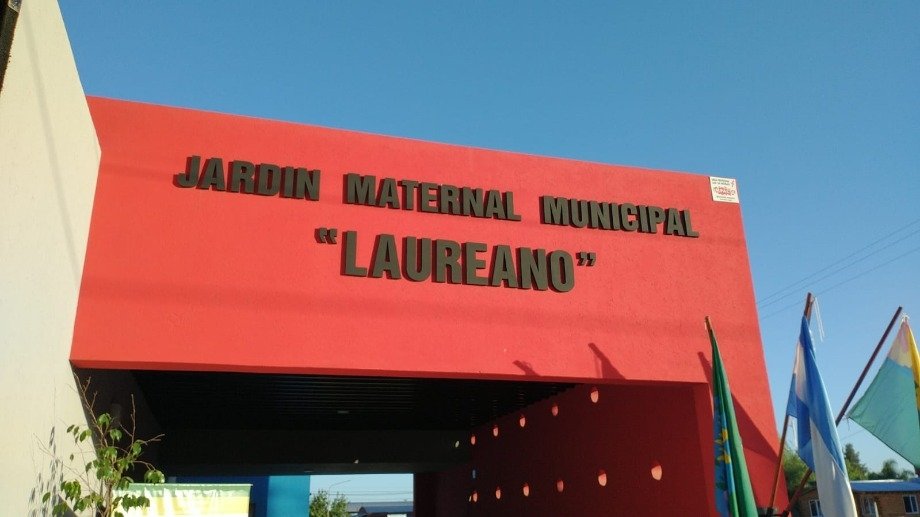 JARDIN MATERNAL MUNICIPAL
"LAUREANO"